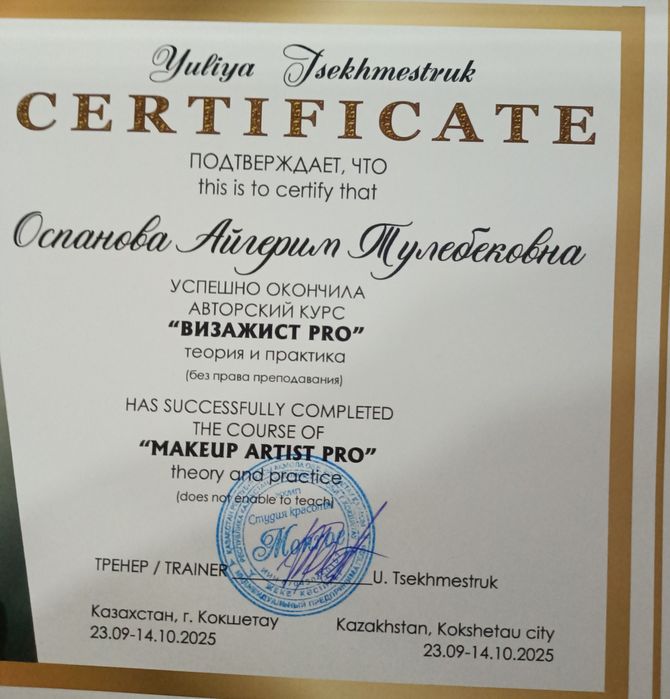 Yuliya Tsekhmestruk
CERTIFICATE
ПОДТВЕРЖДАЕТ, ЧТО
this is to certify that
Оспанова Айгерим Тулебековна
УСПЕШНО ОКОНЧИЛА
АВТОРСКИЙ КУРС
“ВИЗАЖИСТ PRO”
теория и практика
(без права преподавания)
HAS SUCCESSFULLY COMPLETED
THE COURSE OF
“MAKEUP ARTIST PRO”
theory and practice
(does not enable to teach)
Студия красоты
ТРЕНЕР / TRAINER U. Tsekhmestruk
Казахстан, г. Кокшетау
23.09-14.10.2025
Kazakhstan, Kokshetau city
23.09-14.10.2025